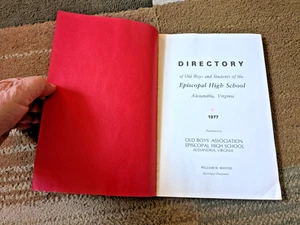 DIRECTORY
of Old Boys and Students of the
Episcopal High School
Alexandria, Virginia
1977
OLD BOYS' ASSOCIATION
EPISCOPAL HIGH SCHOOL
ALEXANDRIA, VIRGINIA